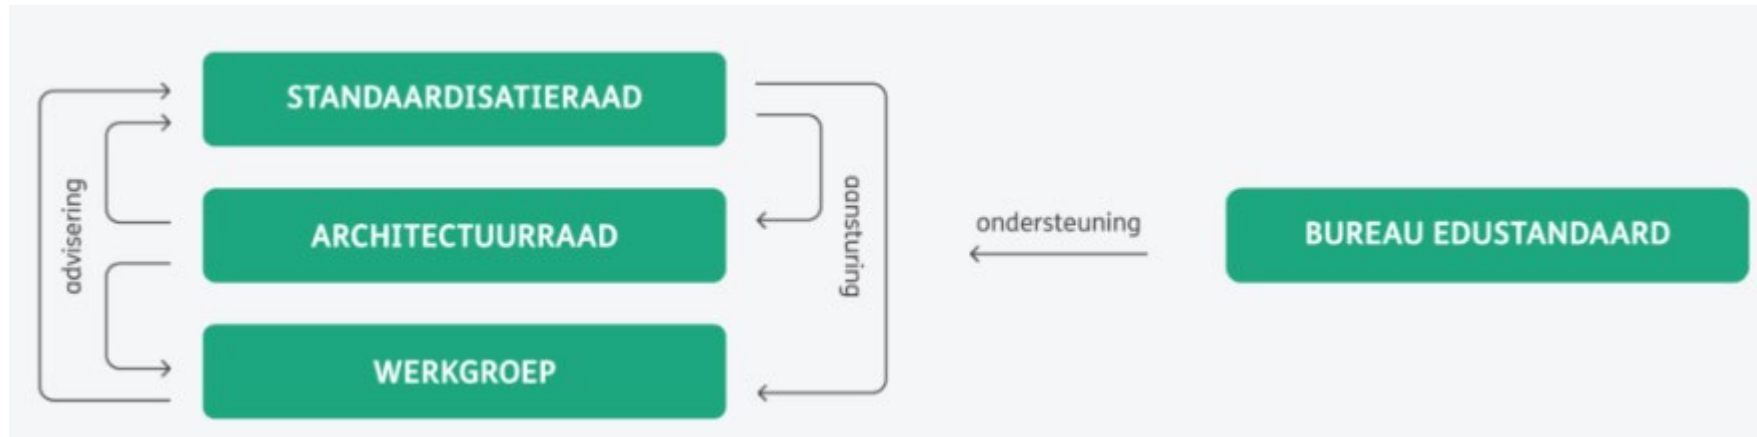 STANDAARDISATIERAAD
advisering
ARCHITECTUURRAAD
aansturing
ondersteuning
BUREAU EDUSTANDAARD
WERKGROEP